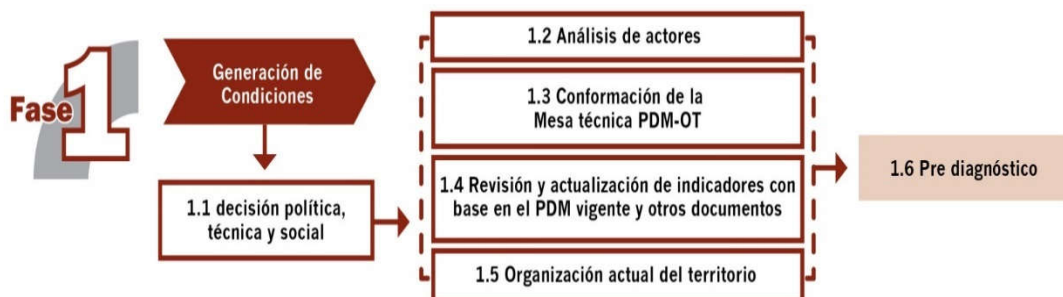 Fase 1
Generación de
Condiciones
1.1 decisión política,
técnica y social
1.2 Análisis de actores
1.3 Conformación de la
Mesa técnica PDM-OT
1.4 Revisión y actualización de indicadores con
base en el PDM vigente y otros documentos
1.5 Organización actual del territorio
1.6 Pre diagnóstico